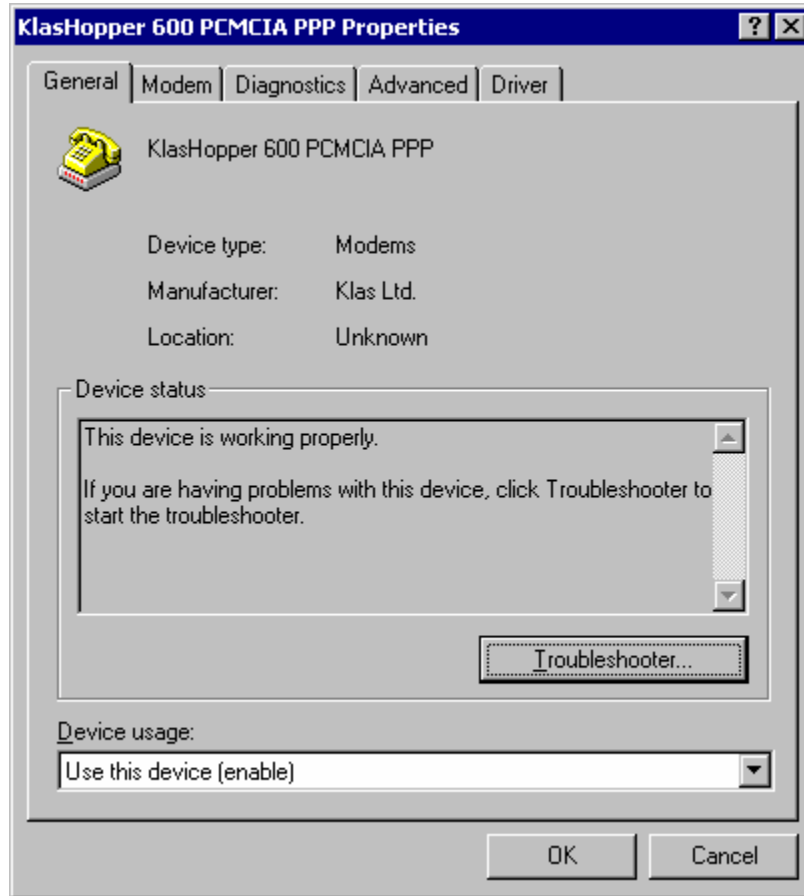 KlasHopper 600 PCMCIA PPP Properties
General Modem Diagnostics Advanced Driver
KlasHopper 600 PCMCIA PPP
Device type: Modems
Manufacturer: Klas Ltd.
Location: Unknown
Device status
This device is working properly.
If you are having problems with this device, click Troubleshooter to
start the troubleshooter.
Troubleshooter...
Device usage:
Use this device (enable)
OK Cancel